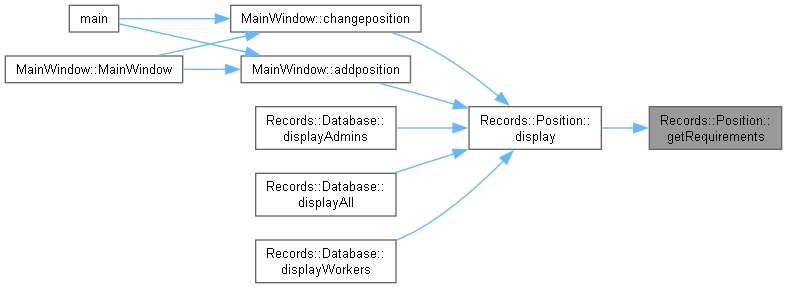 main
MainWindow::changeposition
MainWindow::MainWindow
MainWindow::addposition
Records::Database::
displayAdmins
Records::Position::
display
Records::Position::
getRequirements
Records::Database::
displayAll
Records::Database::
displayWorkers